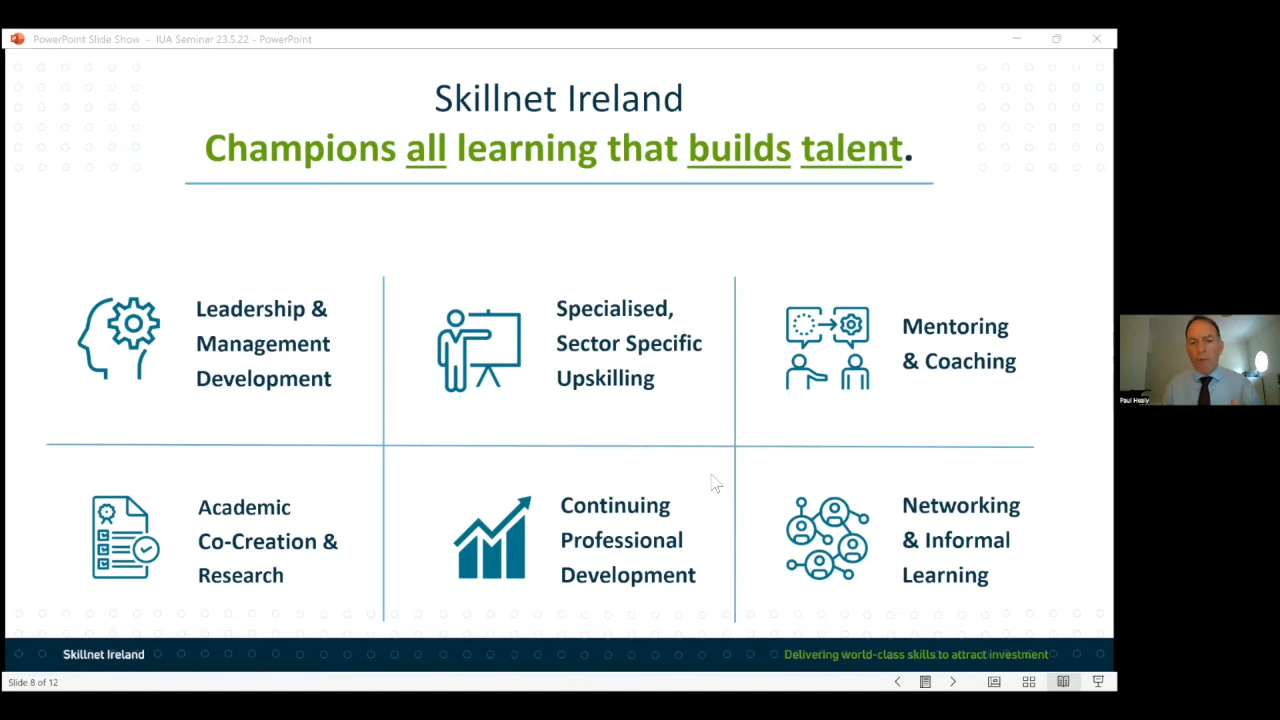 PowerPoint Slide Show - IUA Seminar 23.5.22 - PowerPoint
Skillnet Ireland
Champions all learning that builds talent.
Leadership &
Management
Development
Specialised,
Sector Specific
Upskilling
Mentoring
& Coaching
Academic
Co-Creation &
Research
Continuing
Professional
Development
Networking
& Informal
Learning
Paul Healy
Skillnet Ireland
Delivering world-class skills to attract investment
Slide 8 of 12